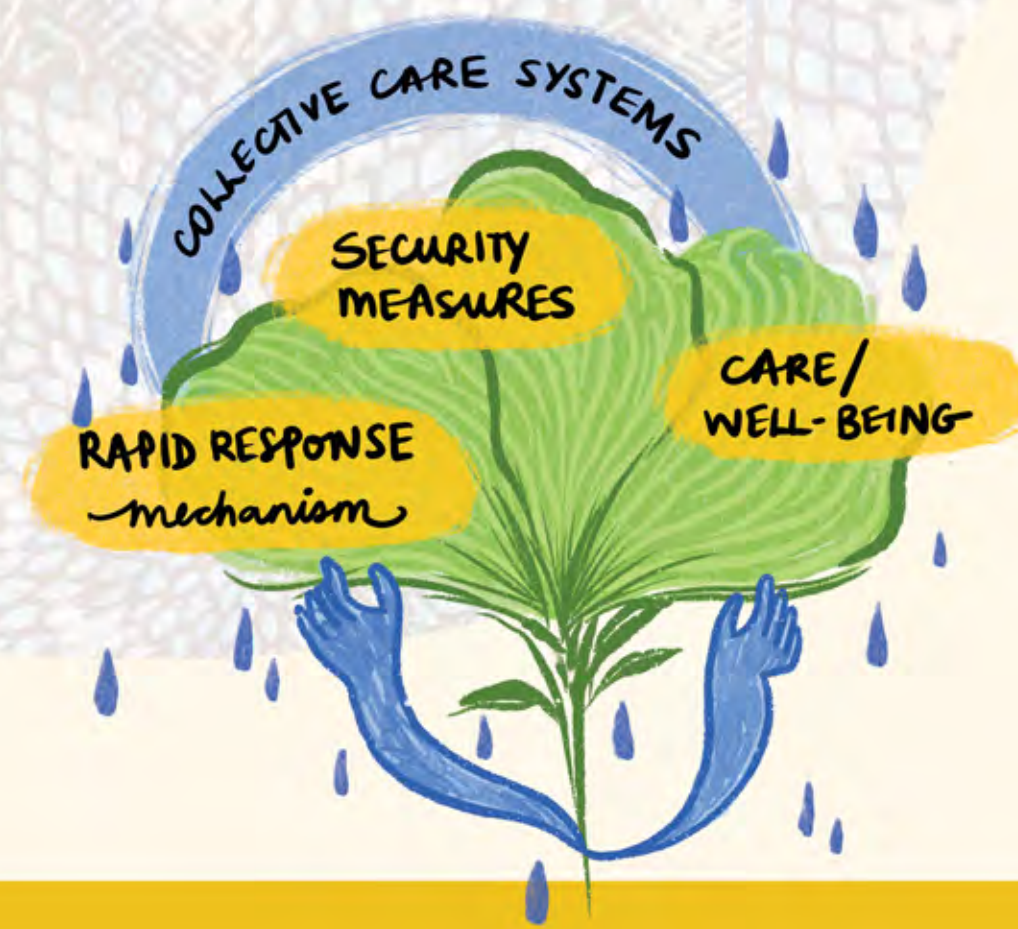 COLLECTIVE CARE SYSTEMS
SECURITY
MEASURES
CARE/
WELL-BEING
RAPID RESPONSE
mechanism